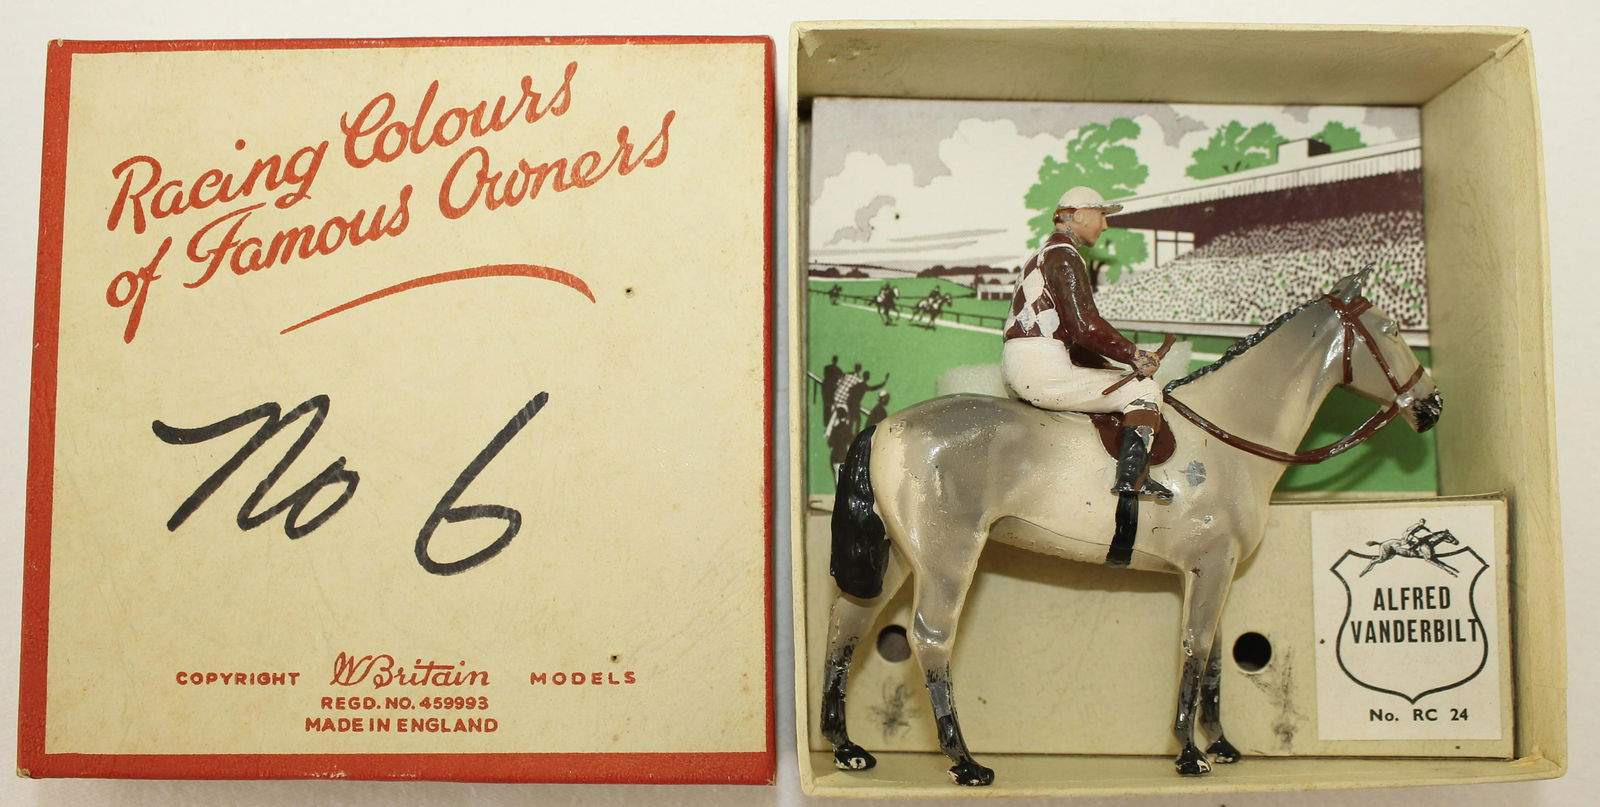 Racing Colours
of Famous Owners
No 6
COPYRIGHT W Britain MODELS
REGD. NO. 459993
MADE IN ENGLAND
ALFRED
VANDERBILT
No. RC 24